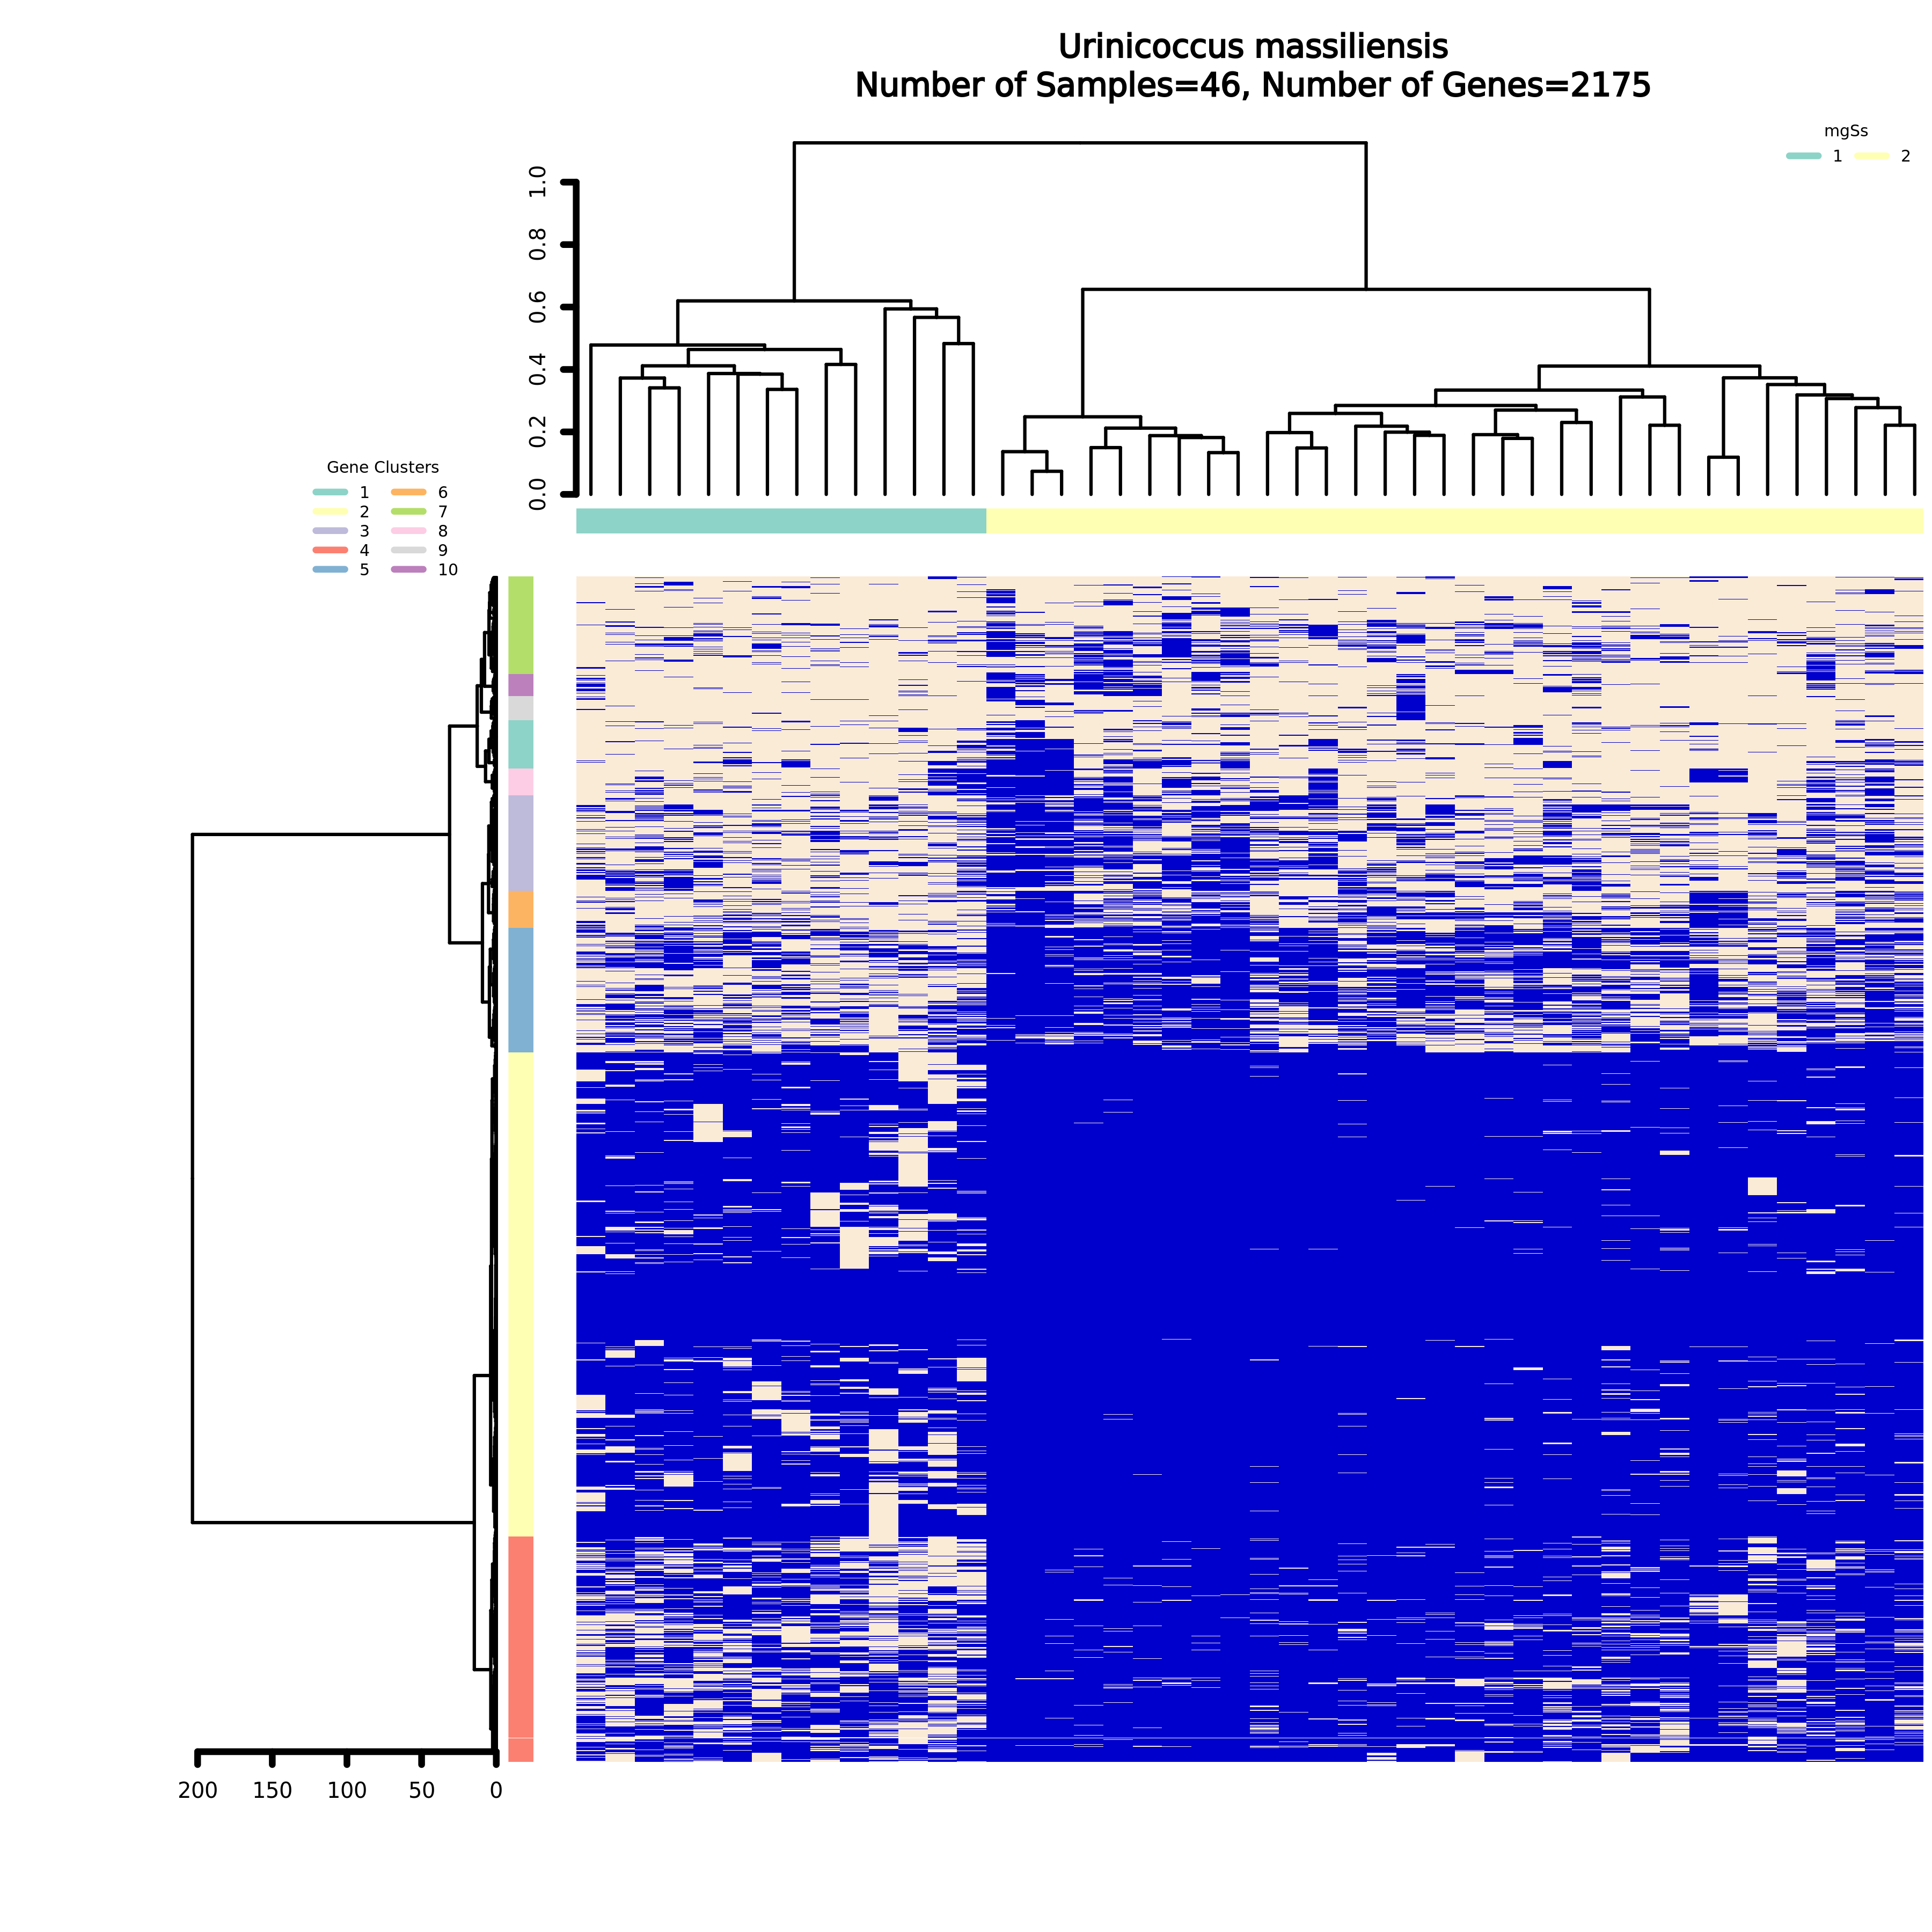 Urinicoccus massiliensis
Number of Samples=46, Number of Genes=2175
mgSs
1 2
1.0
0.8
0.6
0.4
0.2
0.0
Gene Clusters
1 6
2 7
3 8
4 9
5 10
200 150 100 50 0